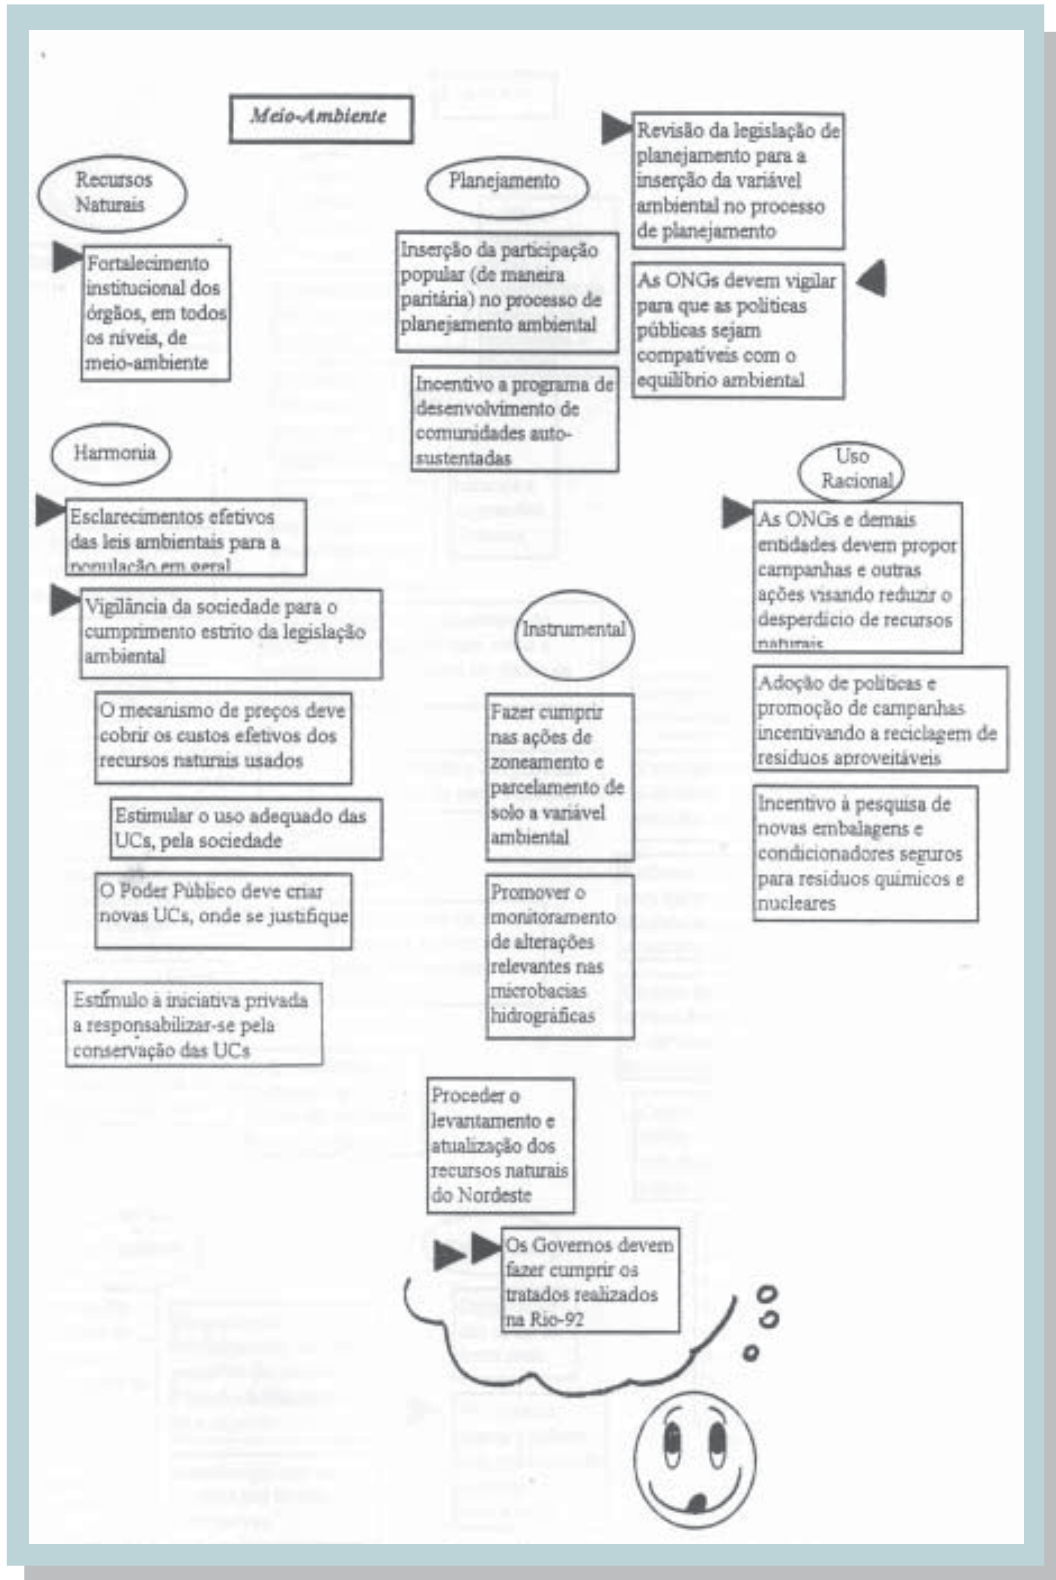 Meio-Ambiente
Recursos
Naturais
Fortalecimento
institucional dos
órgãos, em todos
os níveis, de
meio-ambiente
Planejamento
Inserção da participação
popular (de maneira
paritária) no processo de
planejamento ambiental
Incentivo a programa de
desenvolvimento de
comunidades auto-
sustentadas
Revisão da legislação de
planejamento para a
inserção da variável
ambiental no processo
de planejamento
As ONGs devem vigilar
para que as políticas
públicas sejam
compatíveis com o
equilíbrio ambiental
Harmonia
Esclarecimentos efetivos
das leis ambientais para a
população em geral
Vigilância da sociedade para o
cumprimento estrito da legislação
ambiental
O mecanismo de preços deve
cobrir os custos efetivos dos
recursos naturais usados
Estimular o uso adequado das
UCs, pela sociedade
O Poder Público deve criar
novas UCs, onde se justifique
Estímulo à iniciativa privada
a responsabilizar-se pela
conservação das UCs
Instrumental
Fazer cumprir
nas ações de
zoneamento e
parcelamento de
solo a variável
ambiental
Promover o
monitoramento
de alterações
relevantes nas
microbacias
hidrográficas
Proceder o
levantamento e
atualização dos
recursos naturais
do Nordeste
Os Governos devem
fazer cumprir os
tratados realizados
na Rio-92
Uso
Racional
As ONGs e demais
entidades devem propor
campanhas e outras
ações visando reduzir o
desperdício de recursos
naturais
Adoção de políticas e
promoção de campanhas
incentivando a reciclagem de
resíduos aproveitáveis
Incentivo à pesquisa de
novas embalagens e
condicionadores seguros
para resíduos químicos e
nucleares